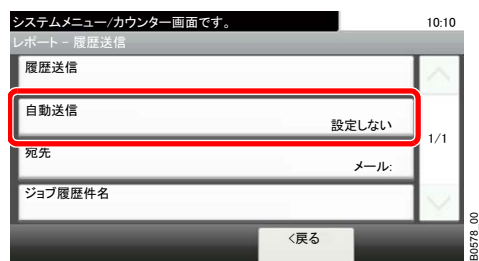 システムメニュー/カウンター画面です。 10:10
レポート - 履歴送信
履歴送信
自動送信
設定しない
1/1
宛先
メール:
ジョブ履歴件名
<戻る
B0578_00